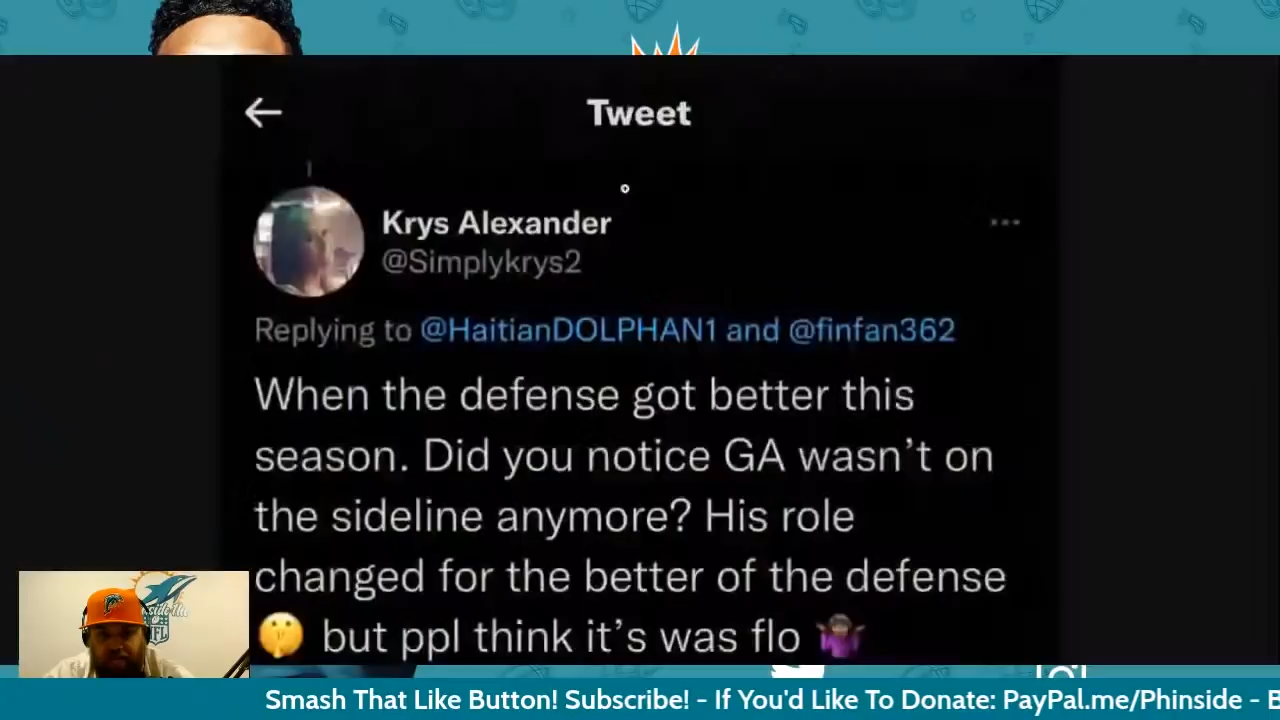 Tweet
Krys Alexander
@Simplykrys2
Replying to @HaitianDOLPHAN1 and @finfan362
When the defense got better this
season. Did you notice GA wasn’t on
the sideline anymore? His role
changed for the better of the defense
🤫 but ppl think it’s was flo 🤷🏾‍♀️
Smash That Like Button! Subscribe! - If You'd Like To Donate: PayPal.me/Phinside -